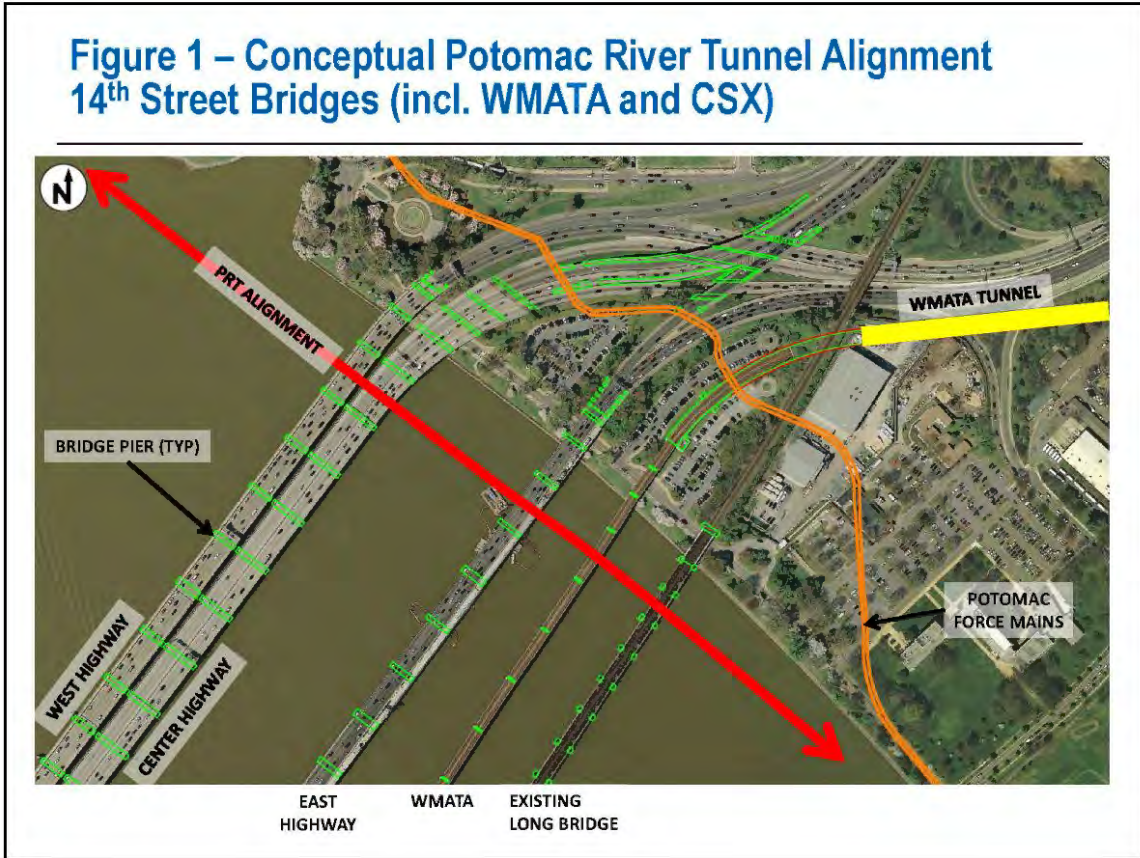 Figure 1 – Conceptual Potomac River Tunnel Alignment
14th Street Bridges (incl. WMATA and CSX)
N
PRT ALIGNMENT
WMATA TUNNEL
BRIDGE PIER (TYP)
POTOMAC
FORCE MAINS
WEST HIGHWAY
CENTER HIGHWAY
EAST
HIGHWAY
WMATA
EXISTING
LONG BRIDGE